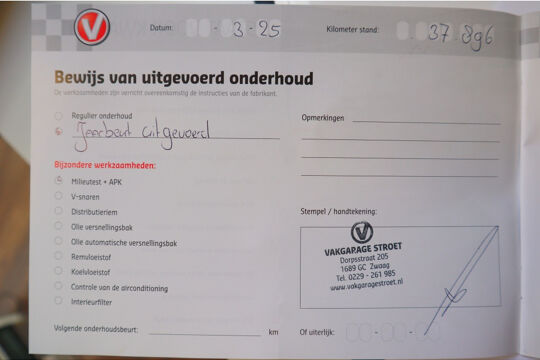 V
Datum: - 3 - 25
Kilometer stand: 37 896
Bewijs van uitgevoerd onderhoud
De werkzaamheden zijn verricht overeenkomstig de instructies van de fabrikant.
Regulier onderhoud
Jaarbeurt uitgevoerd
Opmerkingen
Bijzondere werkzaamheden:
Milieutest + APK
V-snaren
Distributieriem
Olie versnellingsbak
Olie automatische versnellingsbak
Remvloeistof
Koelvloeistof
Controle van de airconditioning
Interieurfilter
Stempel / handtekening:
V
VAKGARAGE STROET
Dorpsstraat 205
1689 GC Zwaag
Tel. 0229 - 261 985
www.vakgaragestroet.nl
Volgende onderhoudsbeurt: km
Of uiterlijk: - -